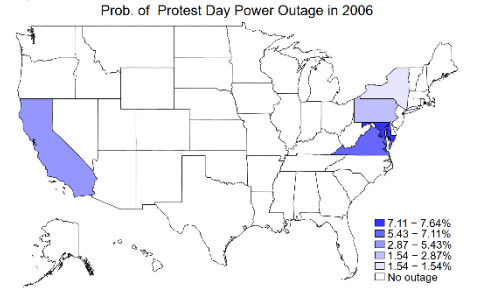 Prob. of Protest Day Power Outage in 2006
7.11 – 7.64%
5.43 – 7.11%
2.87 – 5.43%
1.54 – 2.87%
1.54 – 1.54%
No outage